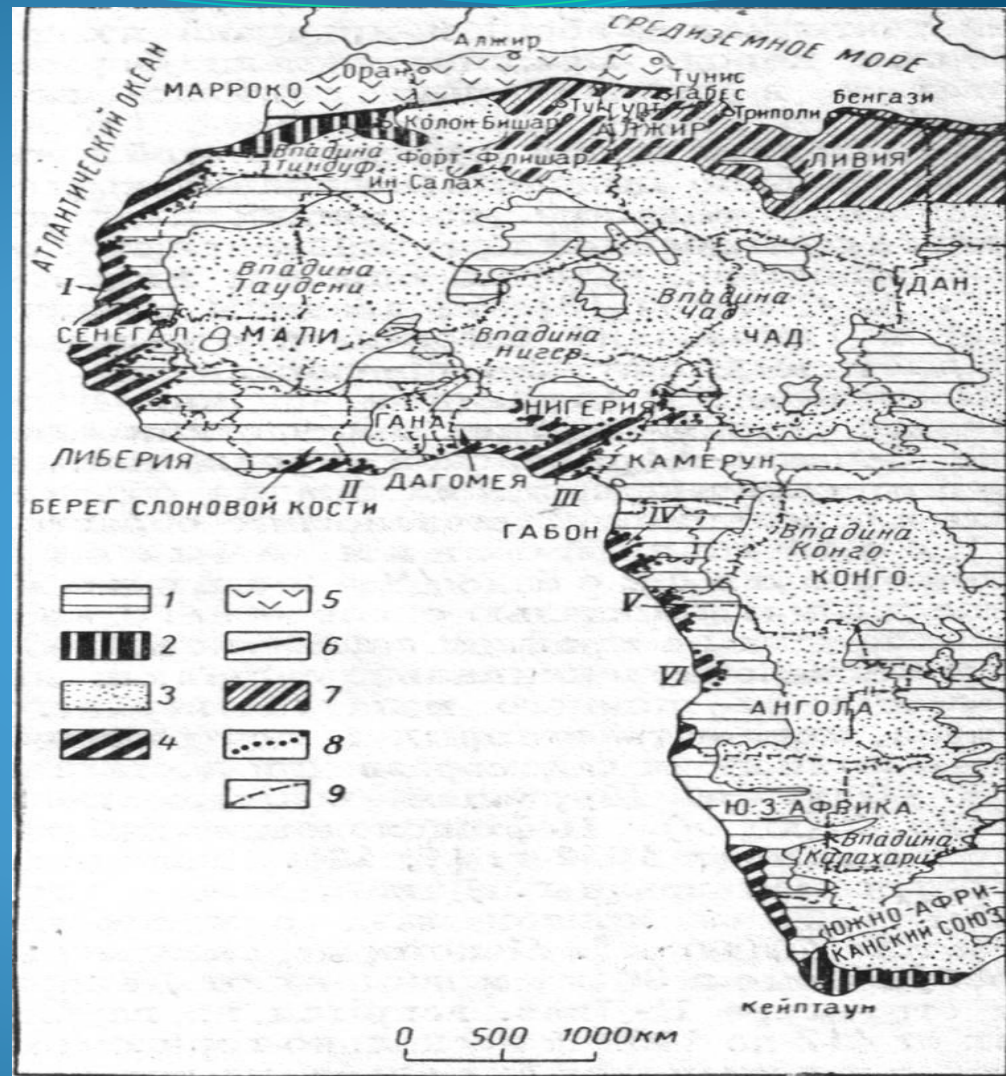 СРЕДИЗЕМНОЕ МОРЕ
Алжир
Оран
Тунис
МАРРОКО
Габес
Бенгази
Тунгурт
Триполи
Колон-Бишар
АЛЖИР
АТЛАНТИЧЕСКИЙ ОКЕАН
Впадина
Тиндуф
Форт-Флишар
ЛИВИЯ
Ин-Салах
Впадина
Таудени
СУДАН
I
Впадина
Чад
СЕНЕГАЛ
МАЛИ
Впадина
Нигер
ЧАД
НИГЕРИЯ
ГАНА
ЛИБЕРИЯ
КАМЕРУН
II
ДАГОМЕЯ
III
БЕРЕГ СЛОНОВОЙ КОСТИ
ГАБОН
IV
Впадина
Конго
КОНГО
V
VI
АНГОЛА
1
5
2
6
3
7
4
8
9
Ю-З АФРИКА
Впадина
Калахари
ЮЖНО-АФРИ-
КАНСКИЙ СОЮЗ
Кейптаун
0 500 1000км